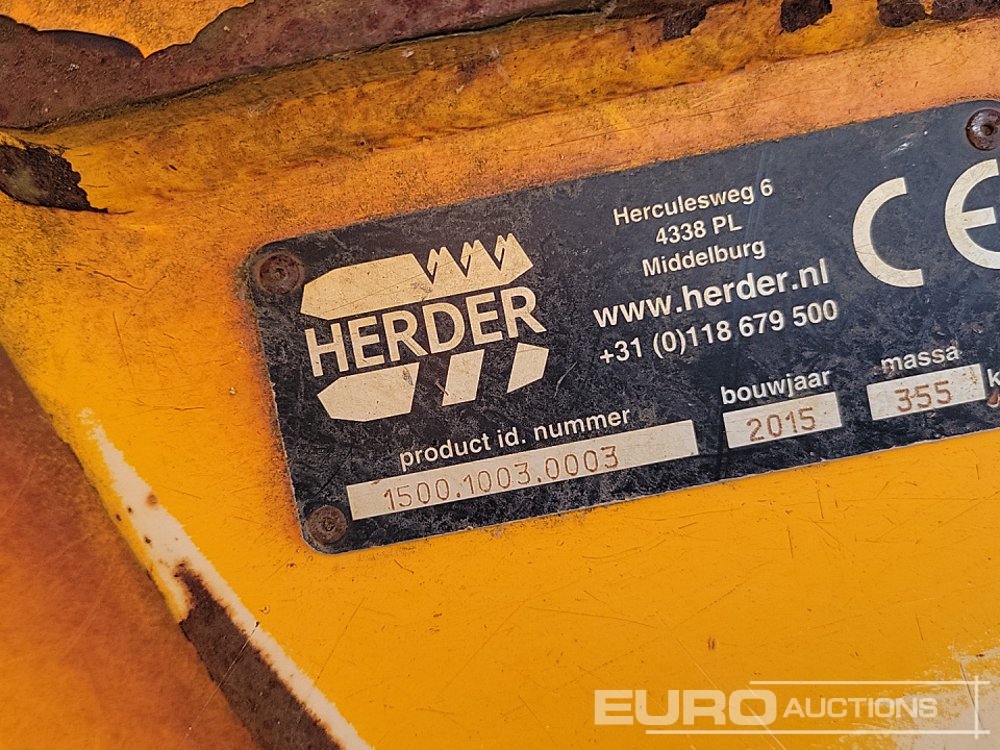 HERDER
Herculesweg 6
4338 PL
Middelburg
www.herder.nl
+31 (0)118 679 500
CE
product id. nummer
1500.1003.0003
bouwjaar
2015
massa
355
EURO AUCTIONS